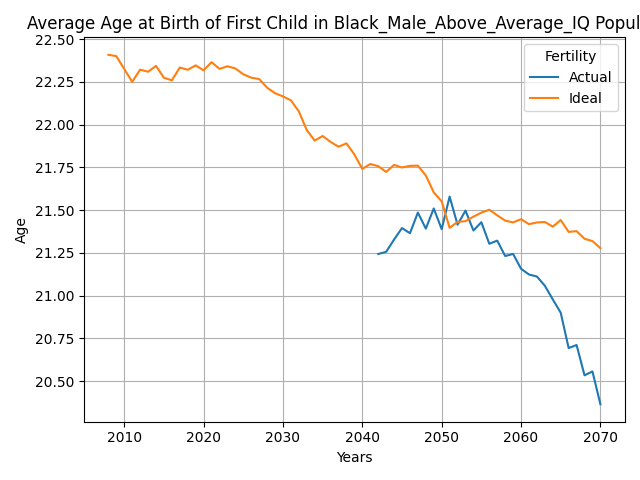 Average Age at Birth of First Child in Black_Male_Above_Average_IQ Popul
22.50
22.25
22.00
21.75
21.50
21.25
21.00
20.75
20.50
Age
Fertility
Actual
Ideal
2010 2020 2030 2040 2050 2060 2070
Years